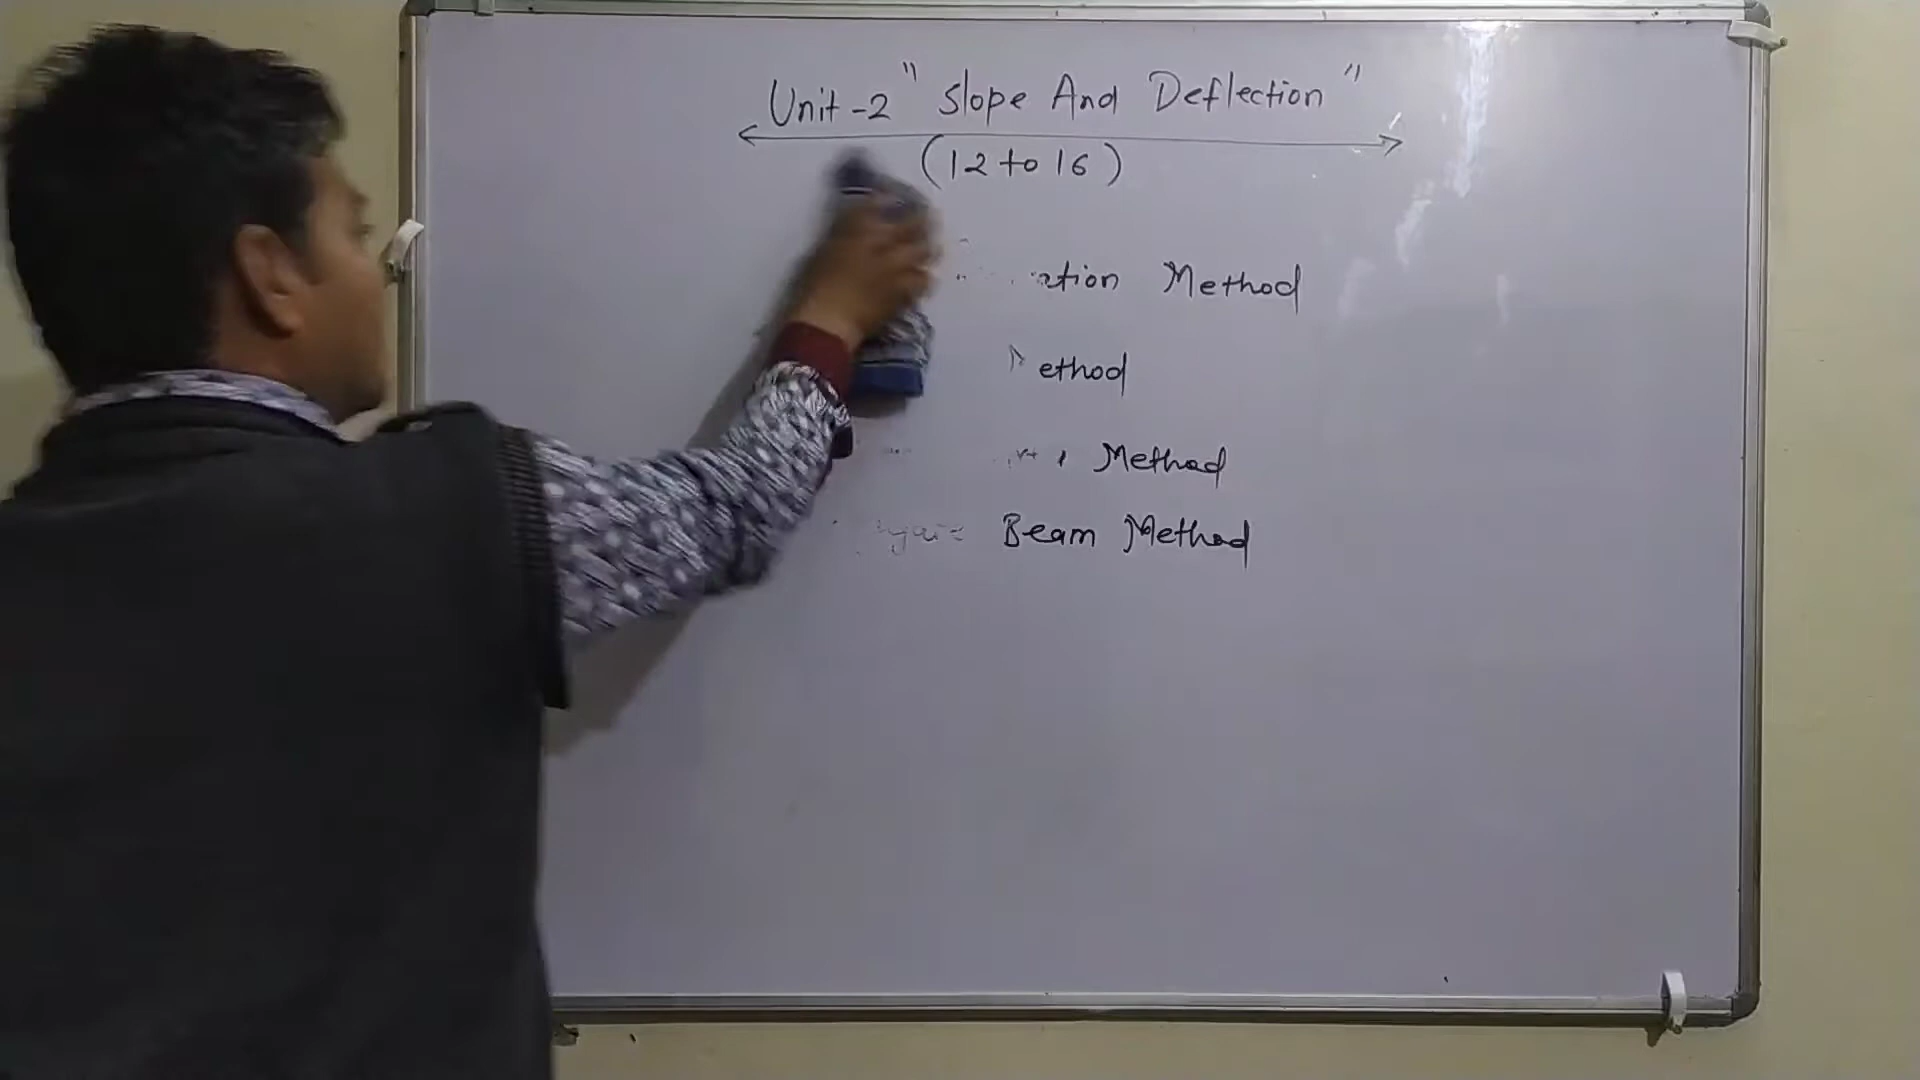 Unit-2 "Slope And Deflection"
(12 to 16)
Method
ethod
Method
Beam Method